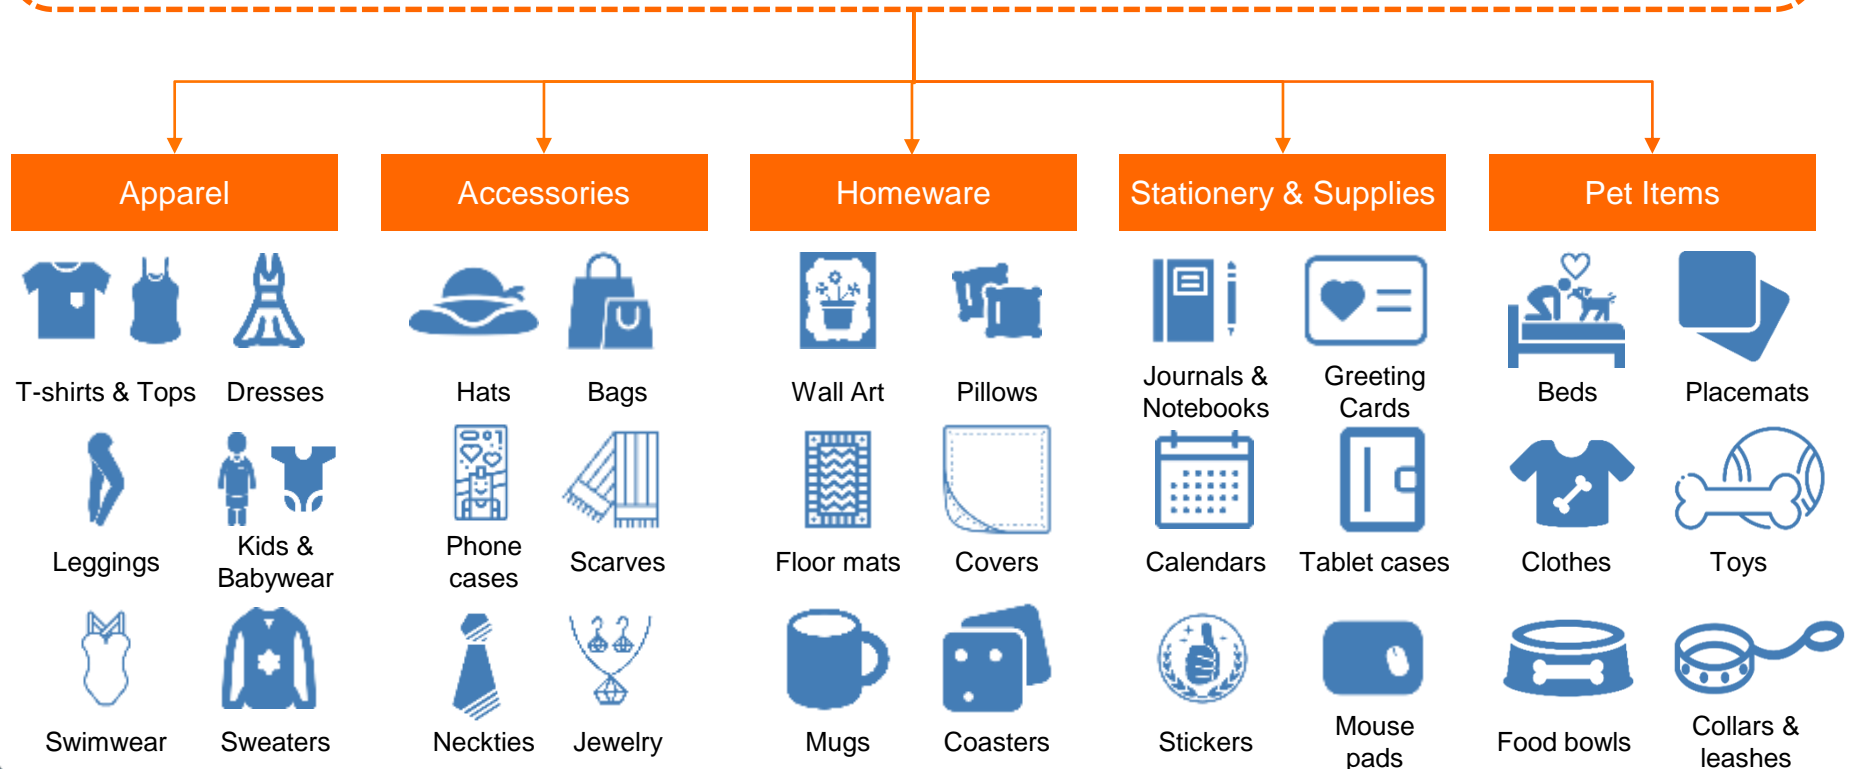 Apparel
Accessories
Homeware
Stationery & Supplies
Pet Items
T-shirts & Tops
Dresses
Hats
Bags
Wall Art
Pillows
Journals &
Notebooks
Greeting
Cards
Beds
Placemats
Leggings
Kids &
Babywear
Phone
cases
Scarves
Floor mats
Covers
Calendars
Tablet cases
Clothes
Toys
Swimwear
Sweaters
Neckties
Jewelry
Mugs
Coasters
Stickers
Mouse
pads
Food bowls
Collars &
leashes